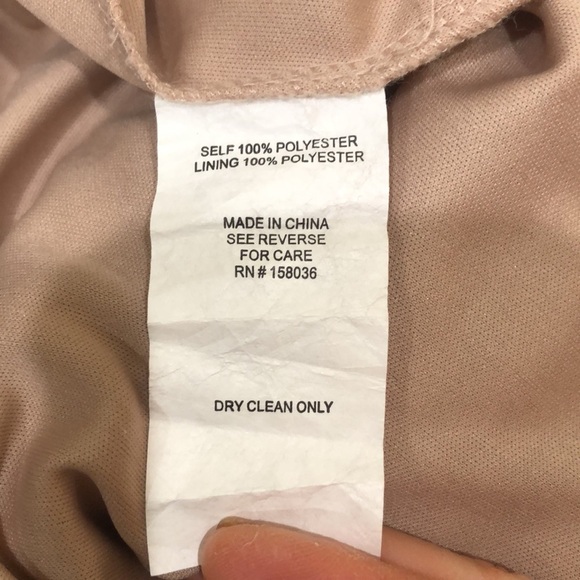 SELF 100% POLYESTER
LINING 100% POLYESTER
MADE IN CHINA
SEE REVERSE
FOR CARE
RN # 158036
DRY CLEAN ONLY